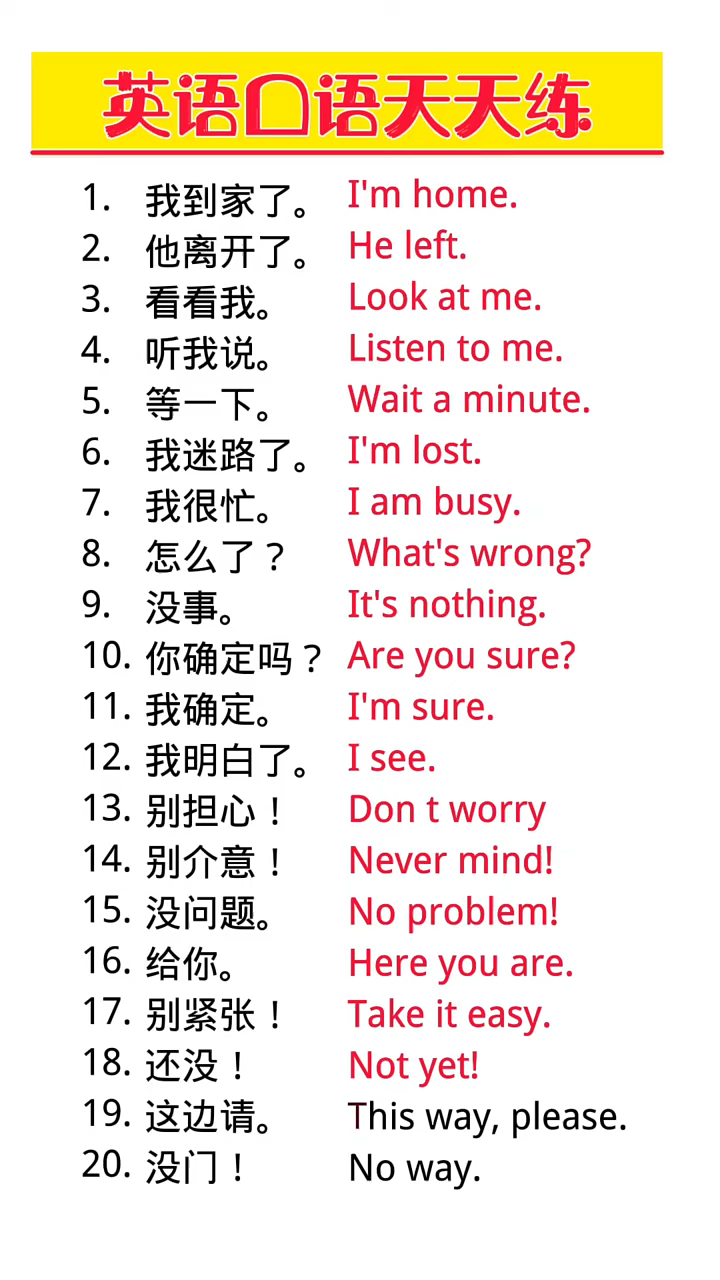 英语口语天天练
1. 我到家了。 I'm home.
2. 他离开了。 He left.
3. 看看我。 Look at me.
4. 听我说。 Listen to me.
5. 等一下。 Wait a minute.
6. 我迷路了。 I'm lost.
7. 我很忙。 I am busy.
8. 怎么了？ What's wrong?
9. 没事。 It's nothing.
10. 你确定吗？ Are you sure?
11. 我确定。 I'm sure.
12. 我明白了。 I see.
13. 别担心！ Don t worry
14. 别介意！ Never mind!
15. 没问题。 No problem!
16. 给你。 Here you are.
17. 别紧张！ Take it easy.
18. 还没！ Not yet!
19. 这边请。 This way, please.
20. 没门！ No way.